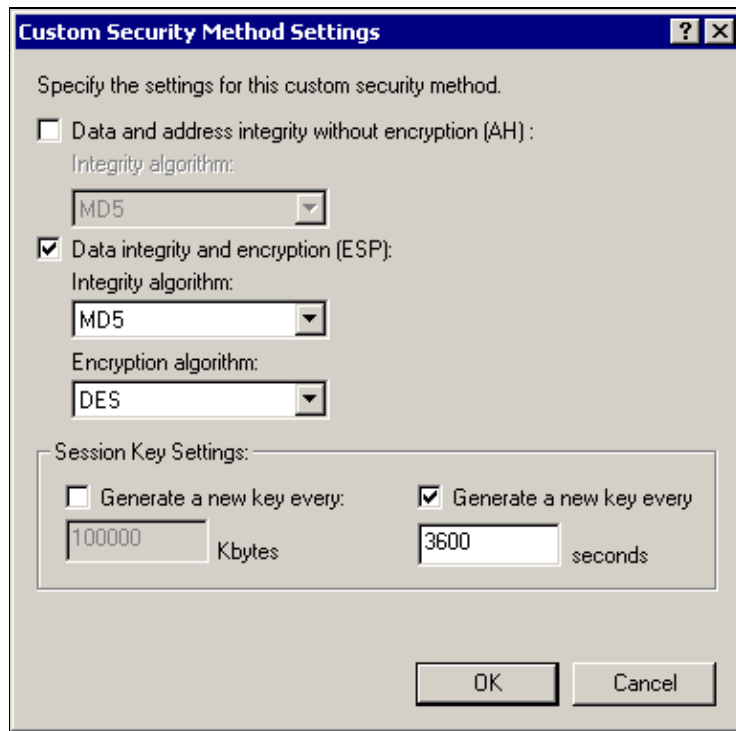 Custom Security Method Settings
Specify the settings for this custom security method.
Data and address integrity without encryption (AH) :
Integrity algorithm:
MD5
Data integrity and encryption (ESP):
Integrity algorithm:
MD5
Encryption algorithm:
DES
Session Key Settings:
Generate a new key every: Generate a new key every
100000 Kbytes 3600 seconds
OK Cancel